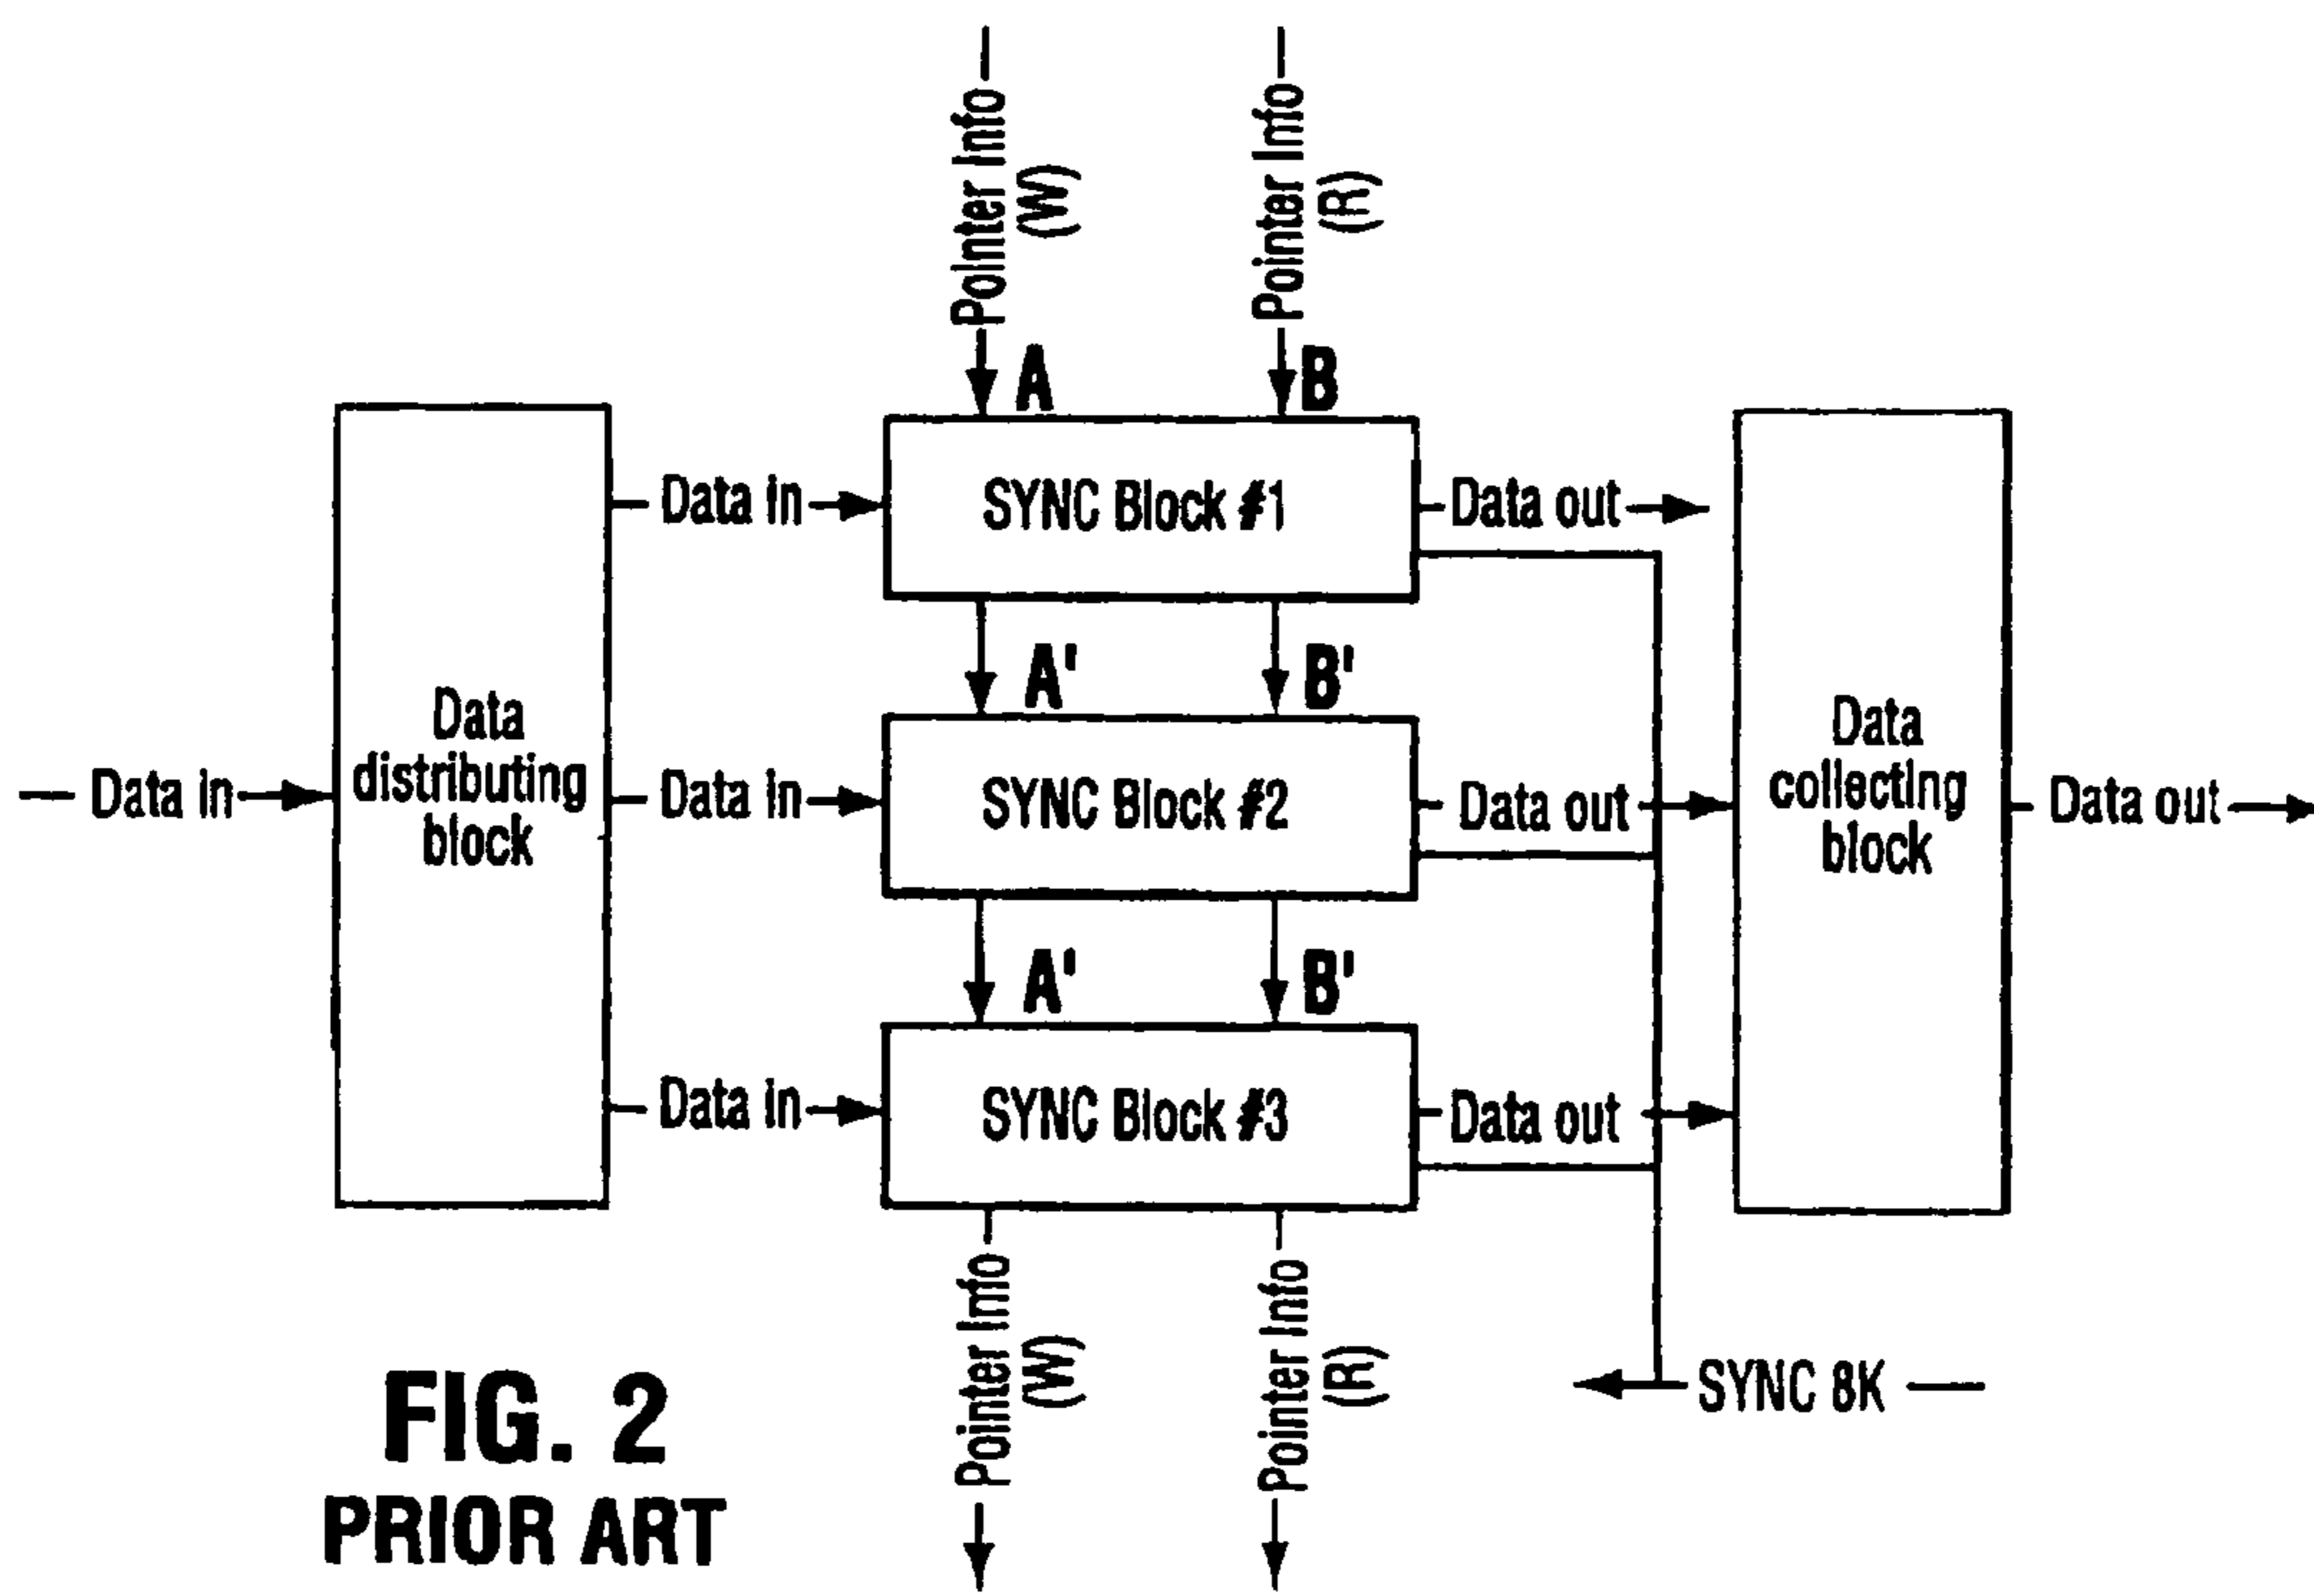 Pointer Info
(W)
Pointer Info
(R)
A
B
Data in
SYNC Block #1
Data out
A'
B'
Data in
Data
distributing
block
Data in
SYNC Block #2
Data out
Data
collecting
block
Data out
A'
B'
Data in
SYNC Block #3
Data out
Pointer Info
(W)
Pointer Info
(R)
SYNC 8K
FIG. 2
PRIOR ART